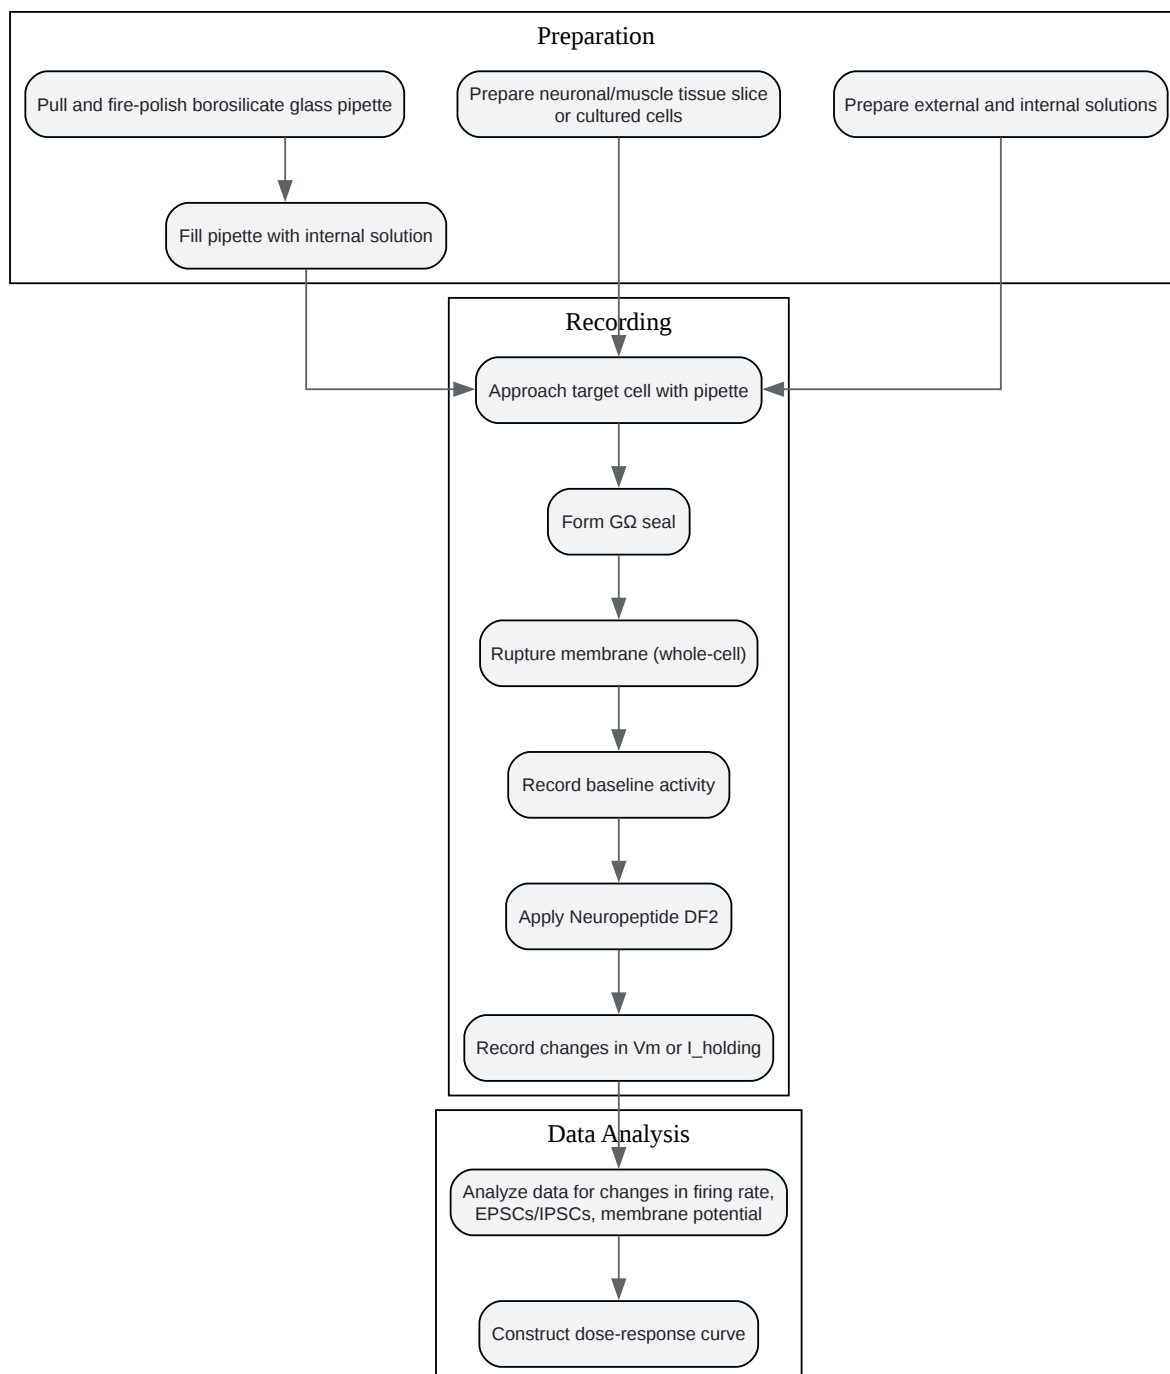 Preparation
Pull and fire-polish borosilicate glass pipette
Prepare neuronal/muscle tissue slice
or cultured cells
Prepare external and internal solutions
Fill pipette with internal solution
Recording
Approach target cell with pipette
Form GΩ seal
Rupture membrane (whole-cell)
Record baseline activity
Apply Neuropeptide DF2
Record changes in Vm or I_holding
Data Analysis
Analyze data for changes in firing rate,
EPSCs/IPSCs, membrane potential
Construct dose-response curve